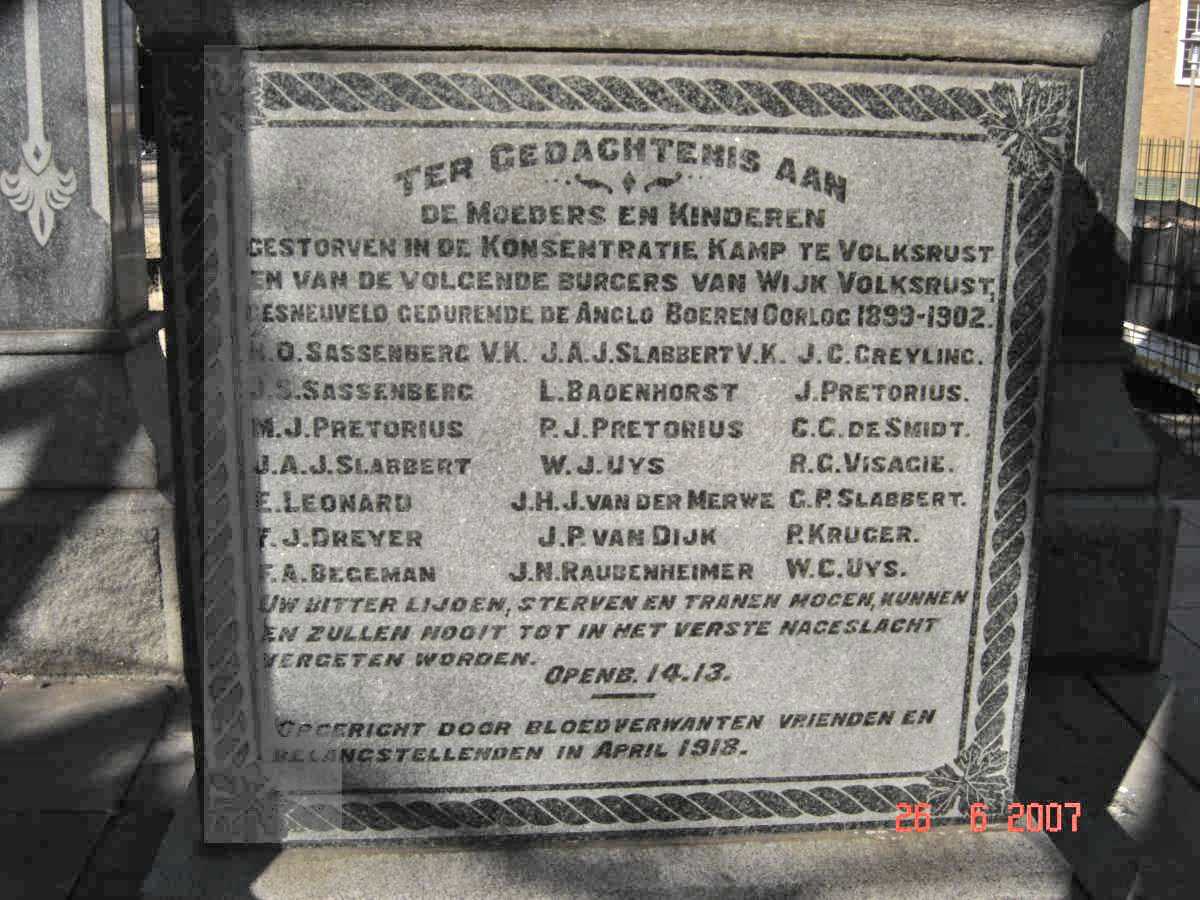 TER GEDACHTENIS AAN
DE MOEDERS EN KINDEREN
GESTORVEN IN DE KONSENTRATIE KAMP TE VOLKSRUST
EN VAN DE VOLGENDE BURGERS VAN WIJK VOLKSRUST,
GESNEUVELD GEDURENDE DE ANGLO BOEREN OORLOG 1899-1902.
O. SASSENBERG V.K. J.A.J. SLABBERT V.K. J.C. GREYLING.
J.S. SASSENBERG L. BADENHORST J. PRETORIUS.
M.J. PRETORIUS P.J. PRETORIUS C.C. DE SMIDT.
J.A.J. SLABBERT W.J. UYS R.G. VISAGIE.
E. LEONARD J.H.J. VAN DER MERWE G.P. SLABBERT.
F.J. DREYER J.P. VAN DIJK P. KRUGER.
F.A. BEGEMAN J.N. RAUBENHEIMER W.C. UYS.
UW BITTER LIJDEN, STERVEN EN TRANEN MOGEN, KUNNEN
EN ZULLEN NOOIT TOT IN HET VERSTE NAGESLACHT
VERGETEN WORDEN.
OPENB. 14.13.
OPGERICHT DOOR BLOEDVERWANTEN VRIENDEN EN
BELANGSTELLENDEN IN APRIL 1918.
26 6 2007